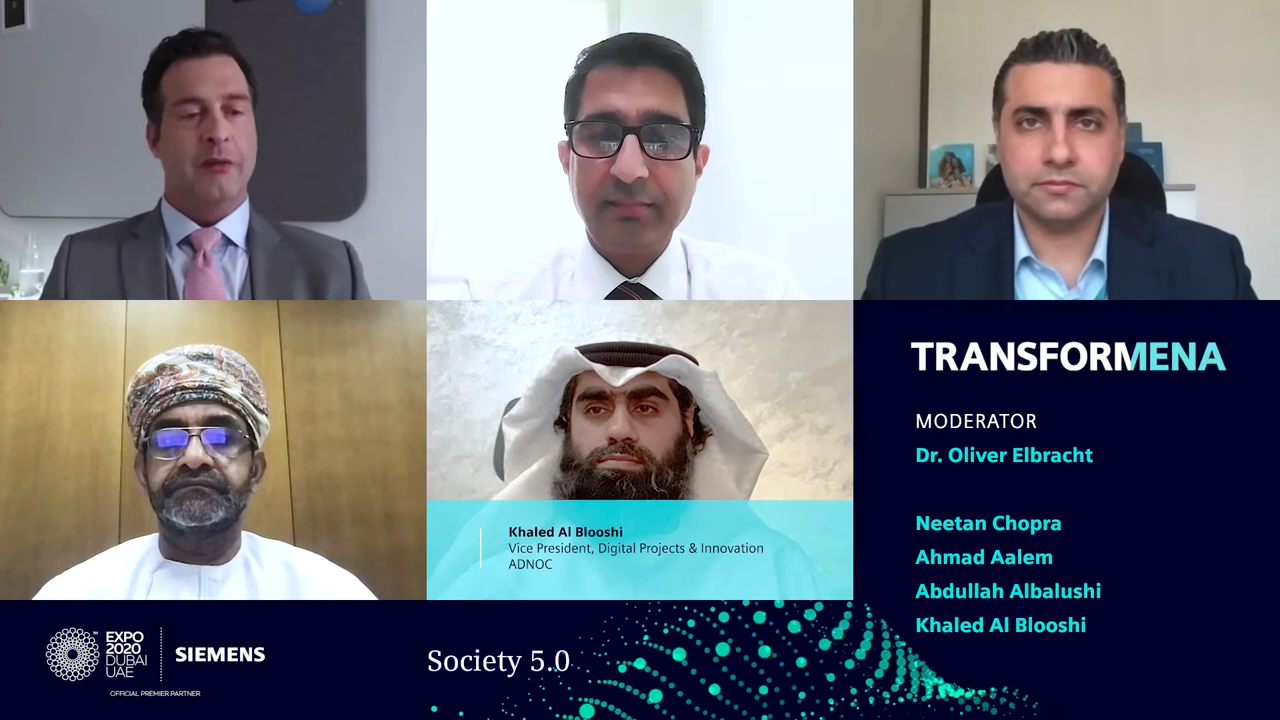 TRANSFORMENA
MODERATOR
Dr. Oliver Elbracht
Neetan Chopra
Ahmad Aalem
Abdullah Albalushi
Khaled Al Blooshi
Khaled Al Blooshi
Vice President, Digital Projects & Innovation
ADNOC
EXPO
2020
DUBAI
UAE
SIEMENS
OFFICIAL PREMIER PARTNER
Society 5.0